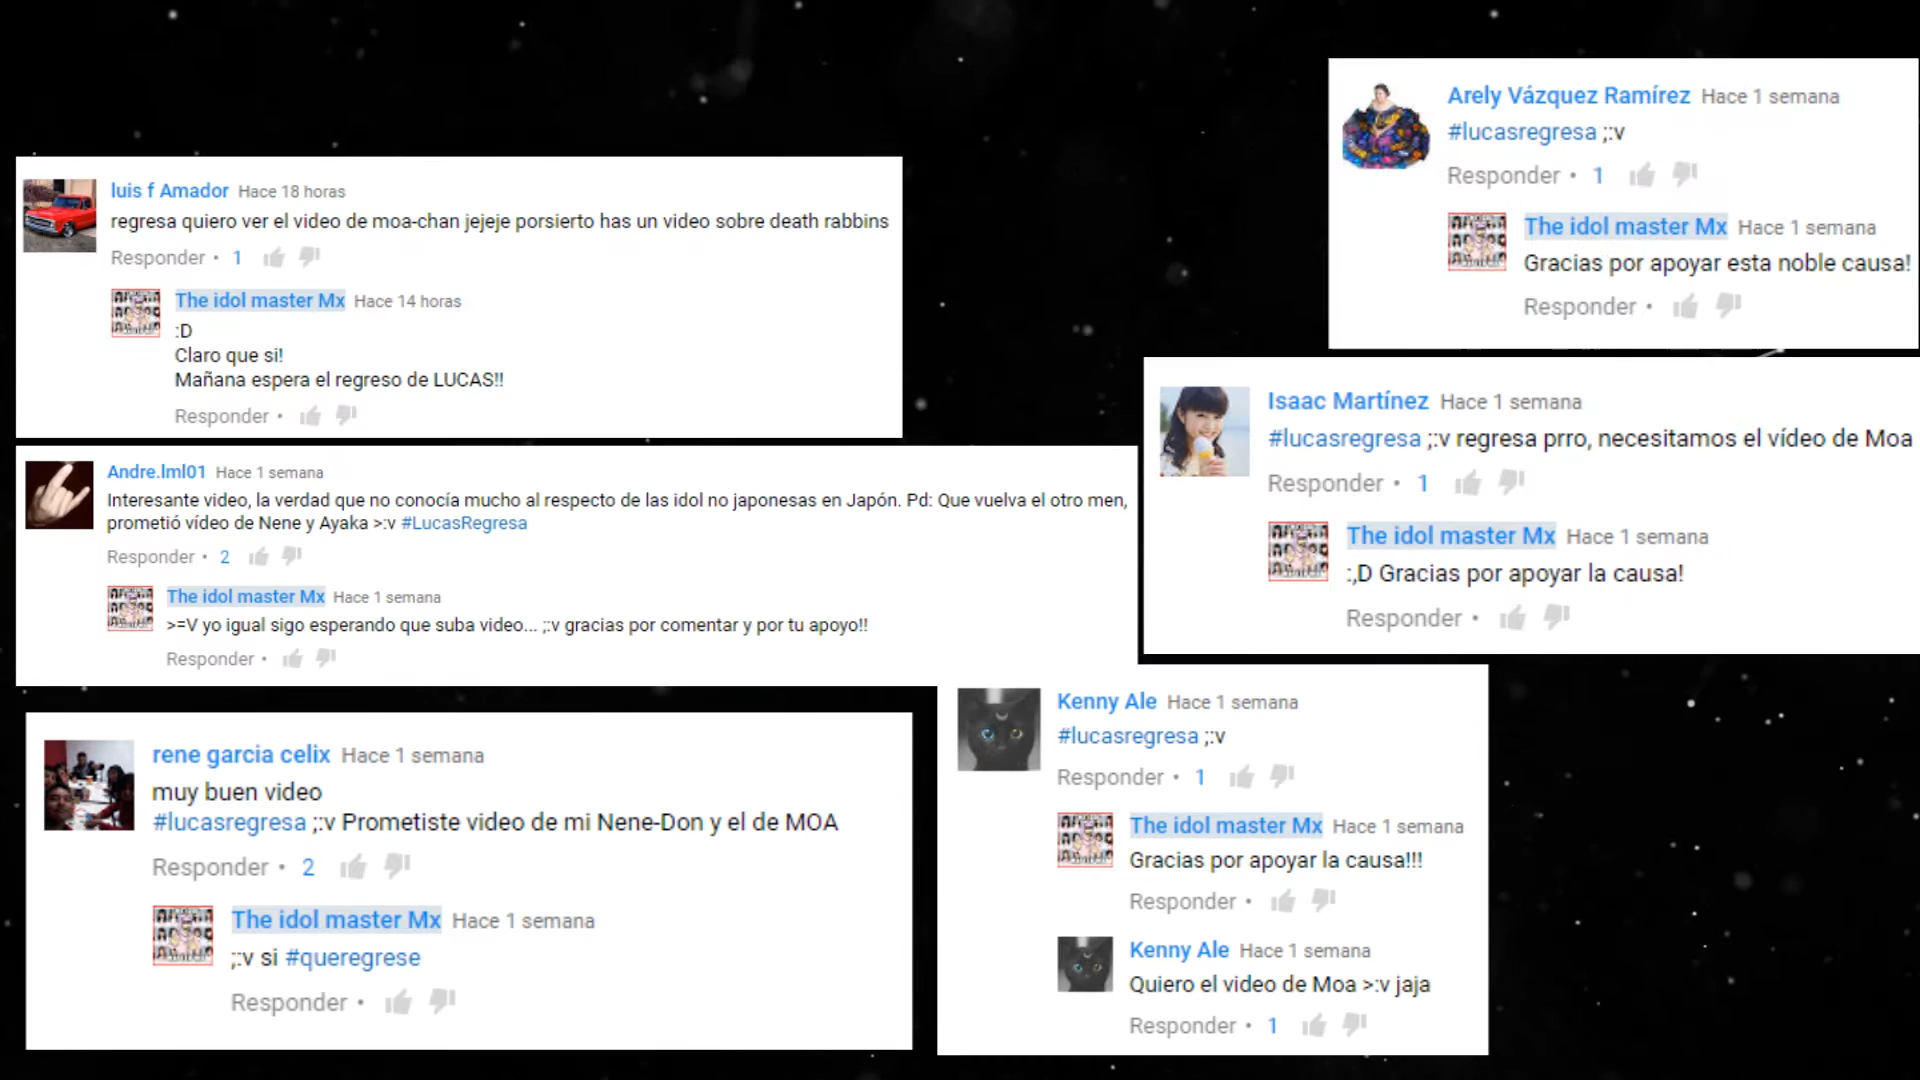 luis f Amador Hace 18 horas
regresa quiero ver el video de moa-chan jejeje porsierto has un video sobre death rabbins
Responder • 1
The idol master Mx Hace 14 horas
:D
Claro que si!
Mañana espera el regreso de LUCAS!!
Responder •
Andre.lml01 Hace 1 semana
Interesante video, la verdad que no conocía mucho al respecto de las idol no japonesas en Japón. Pd: Que vuelva el otro men,
prometió vídeo de Nene y Ayaka >:v #LucasRegresa
Responder • 2
The idol master Mx Hace 1 semana
>=V yo igual sigo esperando que suba video... ;:v gracias por comentar y por tu apoyo!!
Responder •
rene garcia celix Hace 1 semana
muy buen video
#lucasregresa ;:v Prometiste video de mi Nene-Don y el de MOA
Responder • 2
The idol master Mx Hace 1 semana
;:v si #queregrese
Responder •
Arely Vázquez Ramírez Hace 1 semana
#lucasregresa ;:v
Responder • 1
The idol master Mx Hace 1 semana
Gracias por apoyar esta noble causa!
Responder •
Isaac Martínez Hace 1 semana
#lucasregresa ;:v regresa prro, necesitamos el vídeo de Moa
Responder • 1
The idol master Mx Hace 1 semana
:,D Gracias por apoyar la causa!
Responder •
Kenny Ale Hace 1 semana
#lucasregresa ;:v
Responder • 1
The idol master Mx Hace 1 semana
Gracias por apoyar la causa!!!
Responder •
Kenny Ale Hace 1 semana
Quiero el video de Moa >:v jaja
Responder • 1